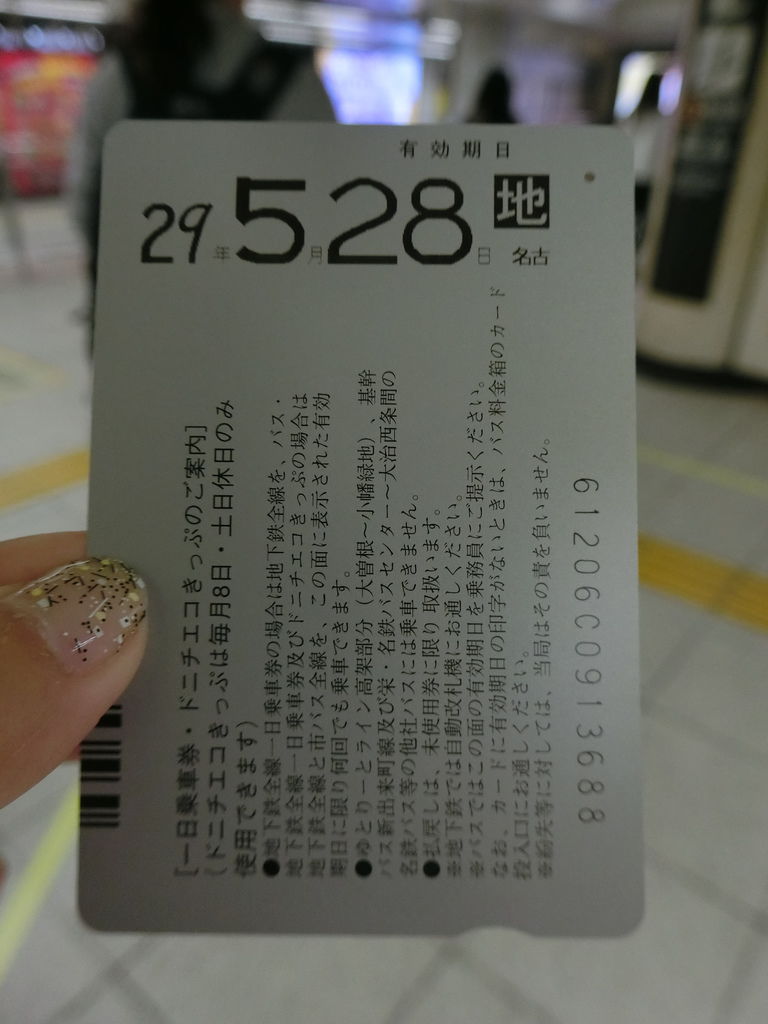 有効期日
29年5月28日 地
名古
[一日乗車券・ドニチエコきっぷのご案内]
(ドニチエコきっぷは毎月8日・土日休日のみ
使用できます)
●地下鉄全線一日乗車券の場合は地下鉄全線を、バス・
地下鉄全線一日乗車券及びドニチエコきっぷの場合は
地下鉄全線と市バス全線を、この面に表示された有効
期日に限り何回でも乗車できます。
●ゆとりーとライン高架部分(大曽根〜小幡緑地)、基幹
バス新出来町線及び栄・名鉄バスセンター〜大治西条間の
名鉄バス等の他社バスには乗車できません。
●払戻しは、未使用券に限り取扱います。
※地下鉄では自動改札機にお通しください。
※バスではこの面の有効期日を乗務員にご提示ください。
なお、カードに有効期日の印字がないときは、バス料金箱のカード
投入口にお通しください。
※紛失等に対しては、当局はその責を負いません。
61206C0913688